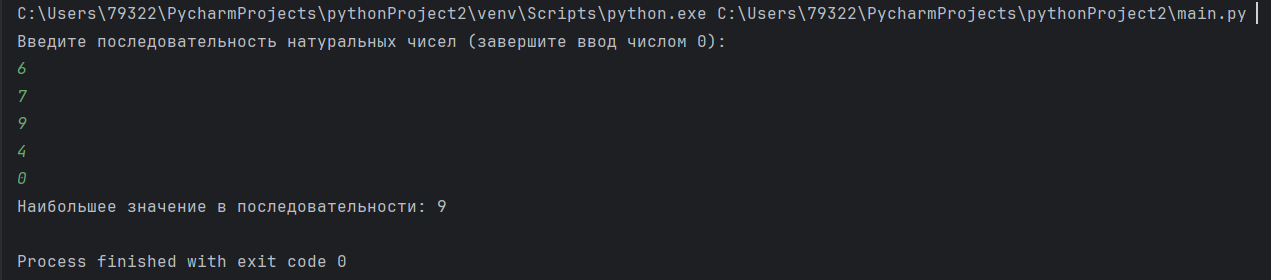 C:\Users\79322\PycharmProjects\pythonProject2\venv\Scripts\python.exe C:\Users\79322\PycharmProjects\pythonProject2\main.py
Введите последовательность натуральных чисел (завершите ввод числом 0):
6
7
9
4
0
Наибольшее значение в последовательности: 9
Process finished with exit code 0